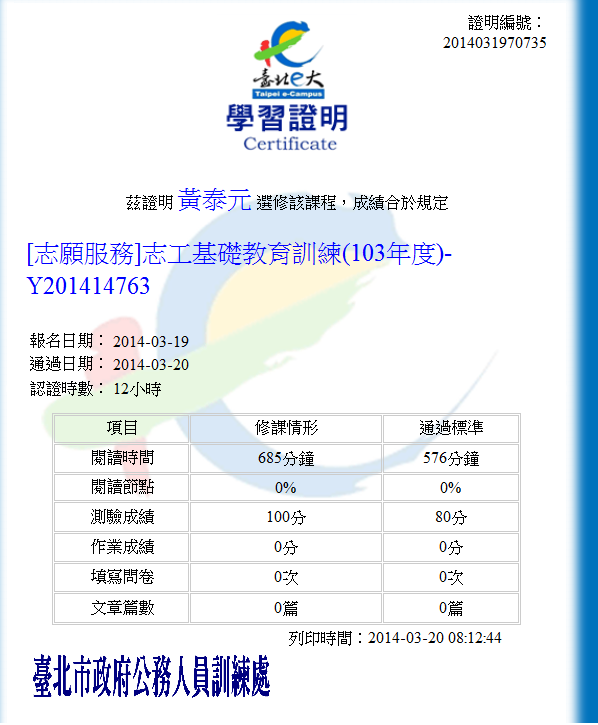 證明編號：
2014031970735
臺北e大
Taipei e-Campus
學習證明
Certificate
茲證明 黃泰元 選修該課程，成績合於規定
[志願服務]志工基礎教育訓練(103年度)-
Y201414763
報名日期： 2014-03-19
通過日期： 2014-03-20
認證時數： 12小時
項目 修課情形 通過標準
閱讀時間 685分鐘 576分鐘
閱讀節點 0% 0%
測驗成績 100分 80分
作業成績 0分 0分
填寫問卷 0次 0次
文章篇數 0篇 0篇
列印時間：2014-03-20 08:12:44
臺北市政府公務人員訓練處